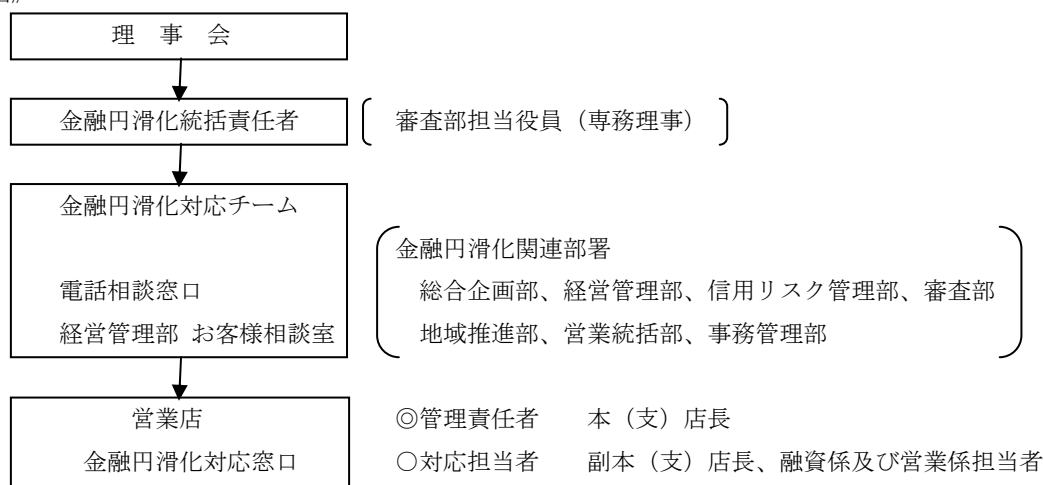 理　事　会
金融円滑化統括責任者　審査部担当役員（専務理事）
金融円滑化対応チーム
金融円滑化関連部署
電話相談窓口　総合企画部、経営管理部、信用リスク管理部、審査部
経営管理部 お客様相談室　地域推進部、営業統括部、事務管理部
営業店　◎管理責任者　本（支）店長
金融円滑化対応窓口　○対応担当者　副本（支）店長、融資係及び営業係担当者